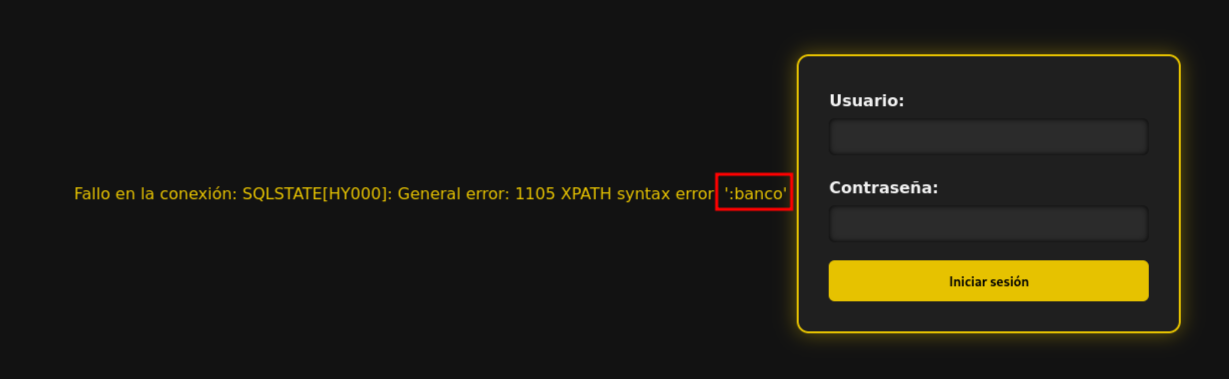 Fallo en la conexión: SQLSTATE[HY000]: General error: 1105 XPATH syntax error ':banco'
Usuario:
Contraseña:
Iniciar sesión